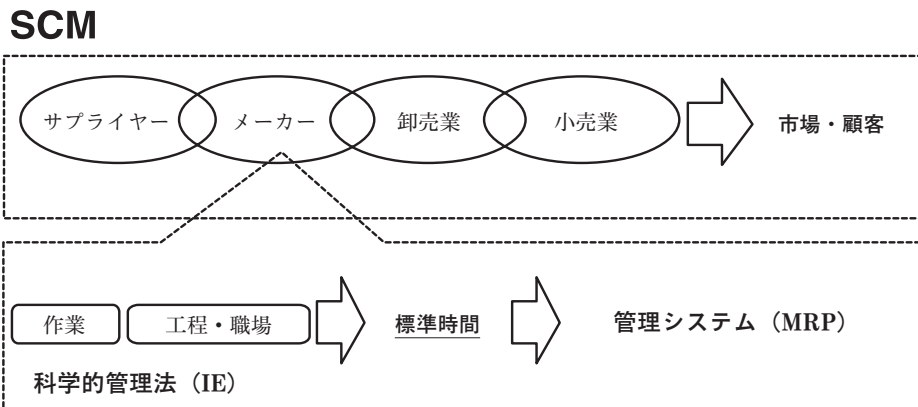 SCM
サプライヤー メーカー 卸売業 小売業 市場・顧客
作業 工程・職場 標準時間 管理システム（MRP）
科学的管理法（IE）